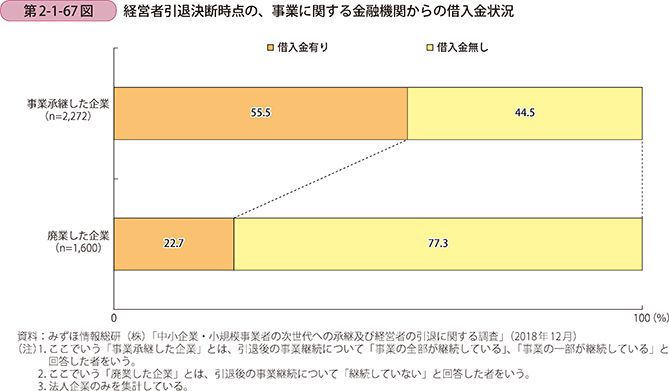 第2-1-67図 経営者引退決断時点の、事業に関する金融機関からの借入金状況
借入金有り 借入金無し
事業承継した企業
(n=2,272)
55.5 44.5
廃業した企業
(n=1,600)
22.7 77.3
0 100 (%)
資料：みずほ情報総研（株）「中小企業・小規模事業者の次世代への承継及び経営者の引退に関する調査」（2018年12月）
（注）1. ここでいう「事業承継した企業」とは、引退後の事業継続について「事業の全部が継続している」、「事業の一部が継続している」と
回答した者をいう。
2. ここでいう「廃業した企業」とは、引退後の事業継続について「継続していない」と回答した者をいう。
3. 法人企業のみを集計している。